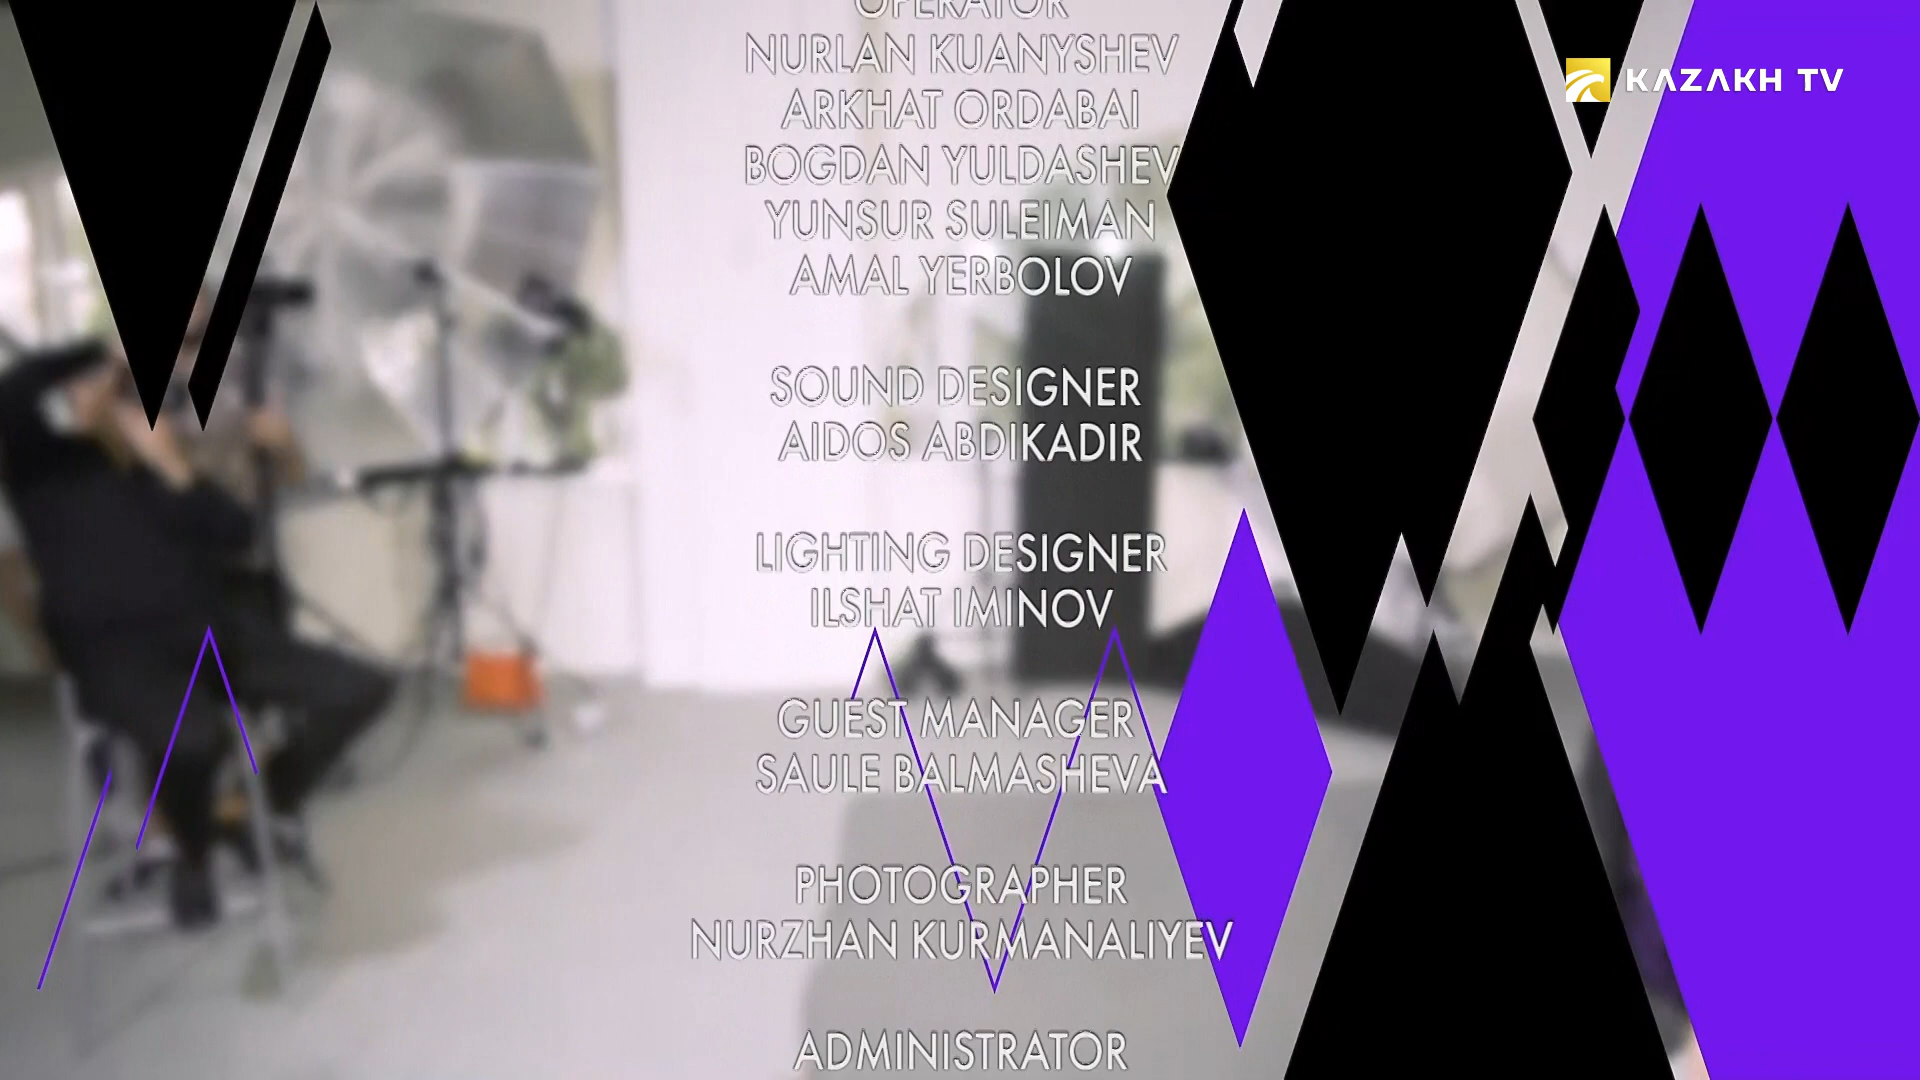 OPERATOR
NURLAN KUANYSHEV
ARKHAT ORDABAI
BOGDAN YULDASHEV
YUNSUR SULEIMAN
AMAL YERBOLOV
SOUND DESIGNER
AIDOS ABDIKADIR
LIGHTING DESIGNER
ILSHAT IMINOV
GUEST MANAGER
SAULE BALMASHEVA
PHOTOGRAPHER
NURZHAN KURMANALIYEV
ADMINISTRATOR
KAZAKH TV